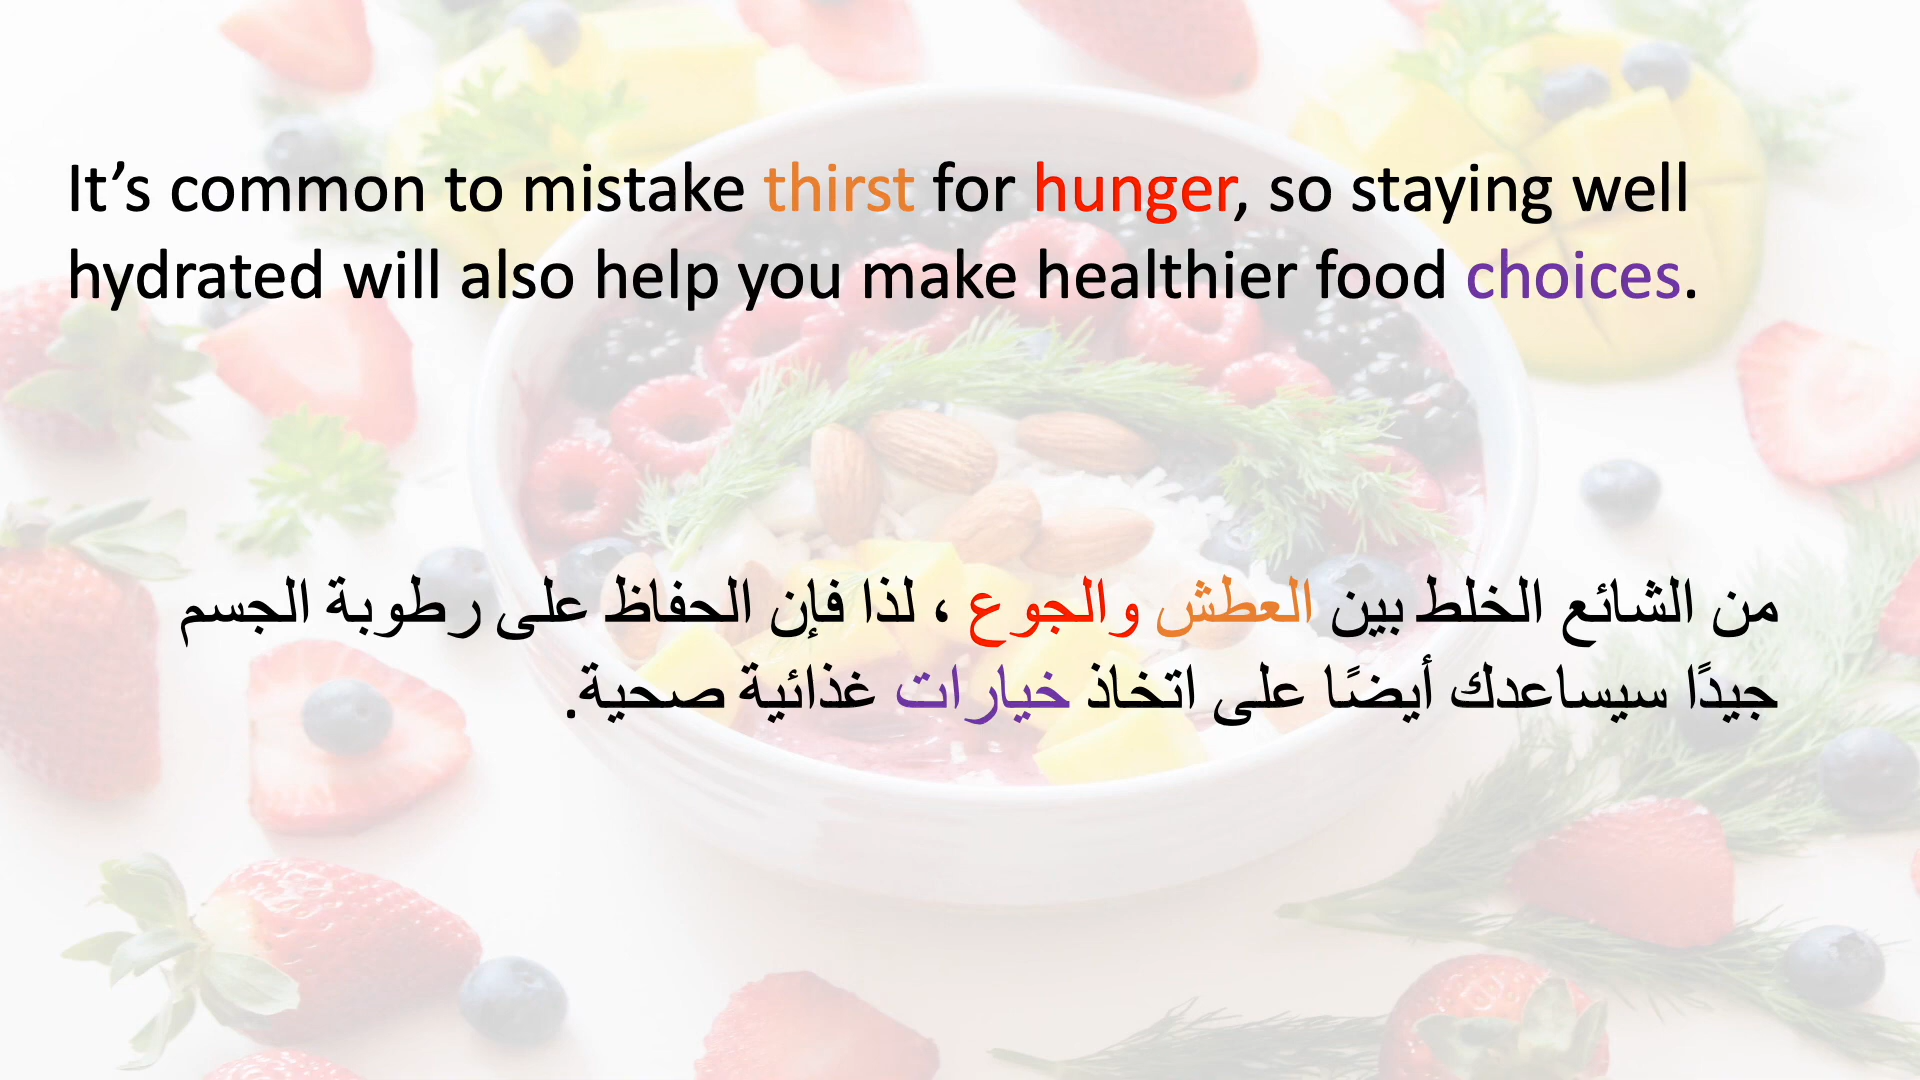 It’s common to mistake thirst for hunger, so staying well
hydrated will also help you make healthier food choices.
من الشائع الخلط بين العطش والجوع ، لذا فإن الحفاظ على رطوبة الجسم
جيدًا سيساعدك أيضًا على اتخاذ خيارات غذائية صحية.